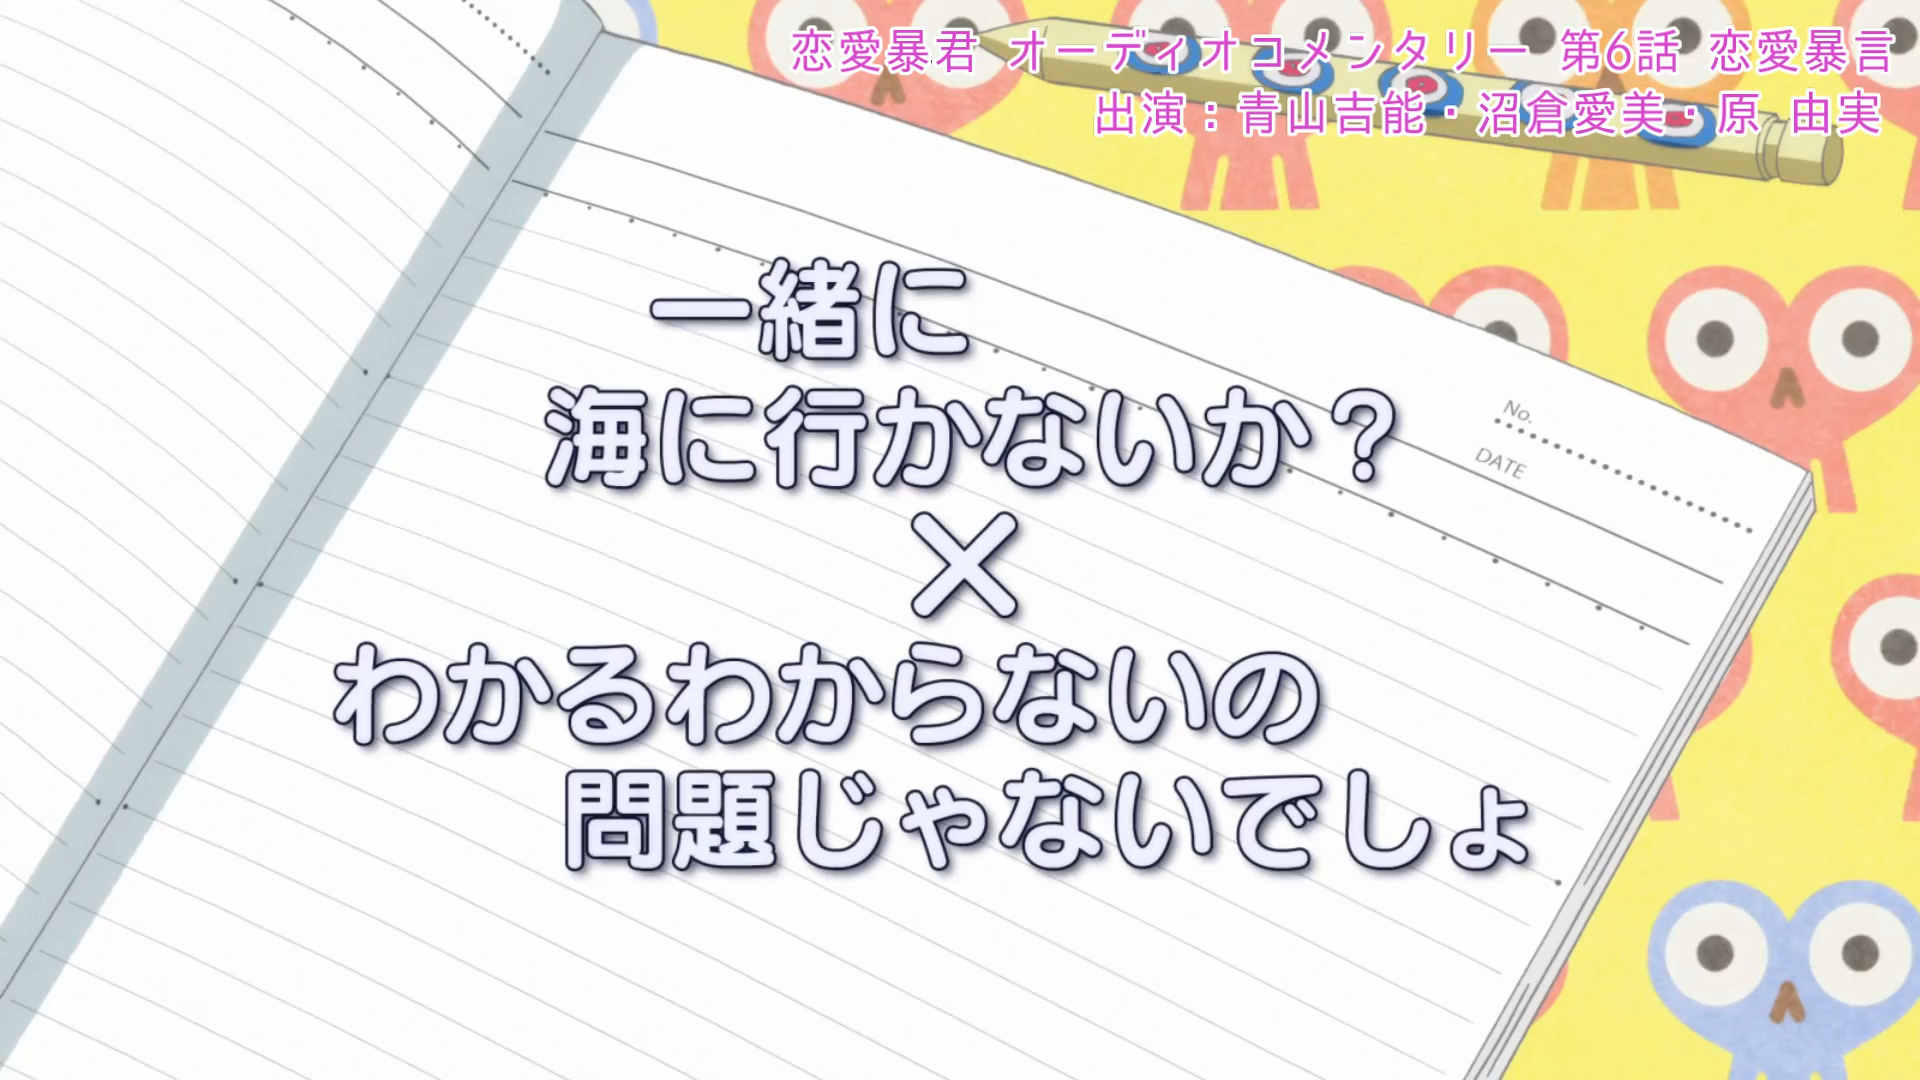 恋愛暴君 オーディオコメンタリー 第6話 恋愛暴言
出演：青山吉能・沼倉愛美・原 由実
一緒に
海に行かないか？
×
わかるわからないの
問題じゃないでしょ
No.
DATE